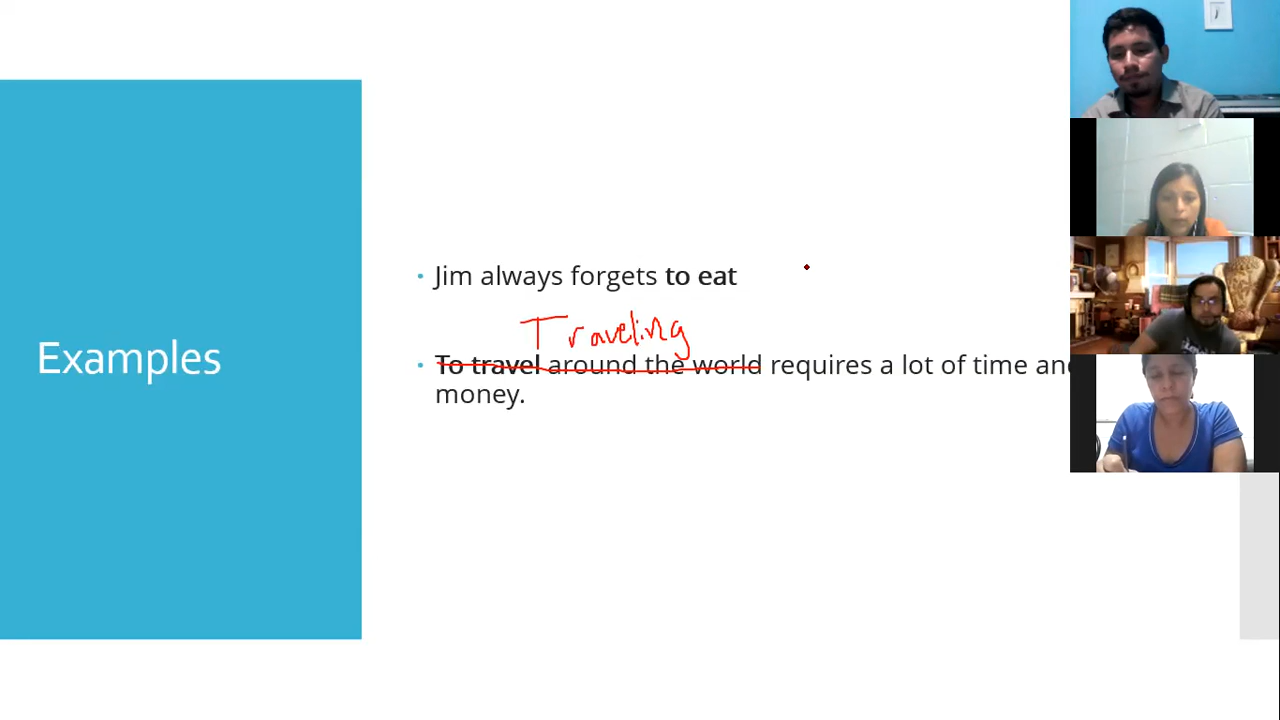 Examples
Jim always forgets to eat
Traveling
To travel around the world requires a lot of time and
money.